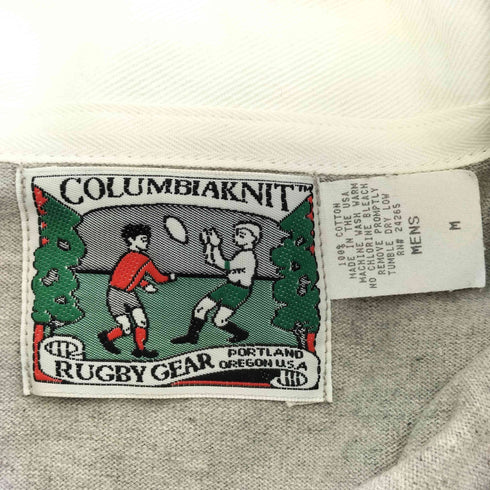 COLUMBIAKNIT™
RUGBY GEAR
PORTLAND
OREGON U.S.A
100% COTTON
MADE IN THE USA
MACHINE WASH WARM
NO CHLORINE BLEACH
REMOVE PROMPTLY
TUMBLE DRY LOW
RN# 24265
MENS
M